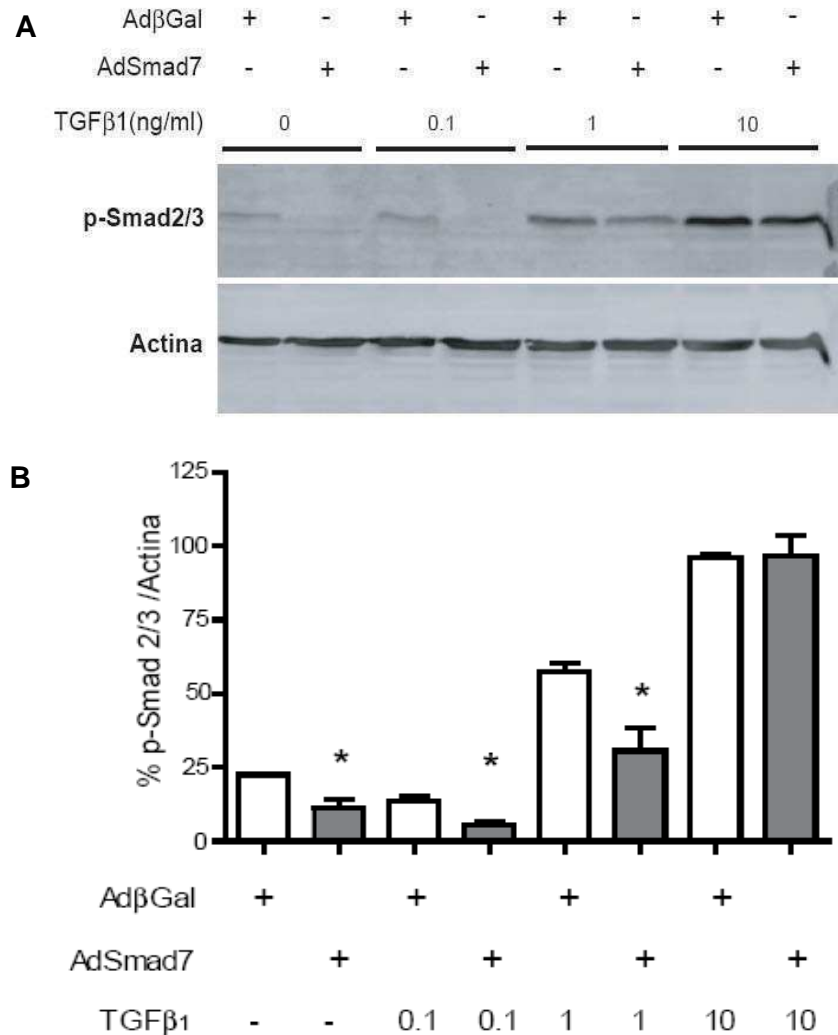 A
AdβGal + - + - + - + -
AdSmad7 - + - + - + - +
TGFβ1(ng/ml) 0 0.1 1 10
p-Smad2/3
Actina
B
% p-Smad 2/3 /Actina
125
100
75
50
25
0
* * *
AdβGal + + + +
AdSmad7 + + + +
TGFβ1 - - 0.1 0.1 1 1 10 10